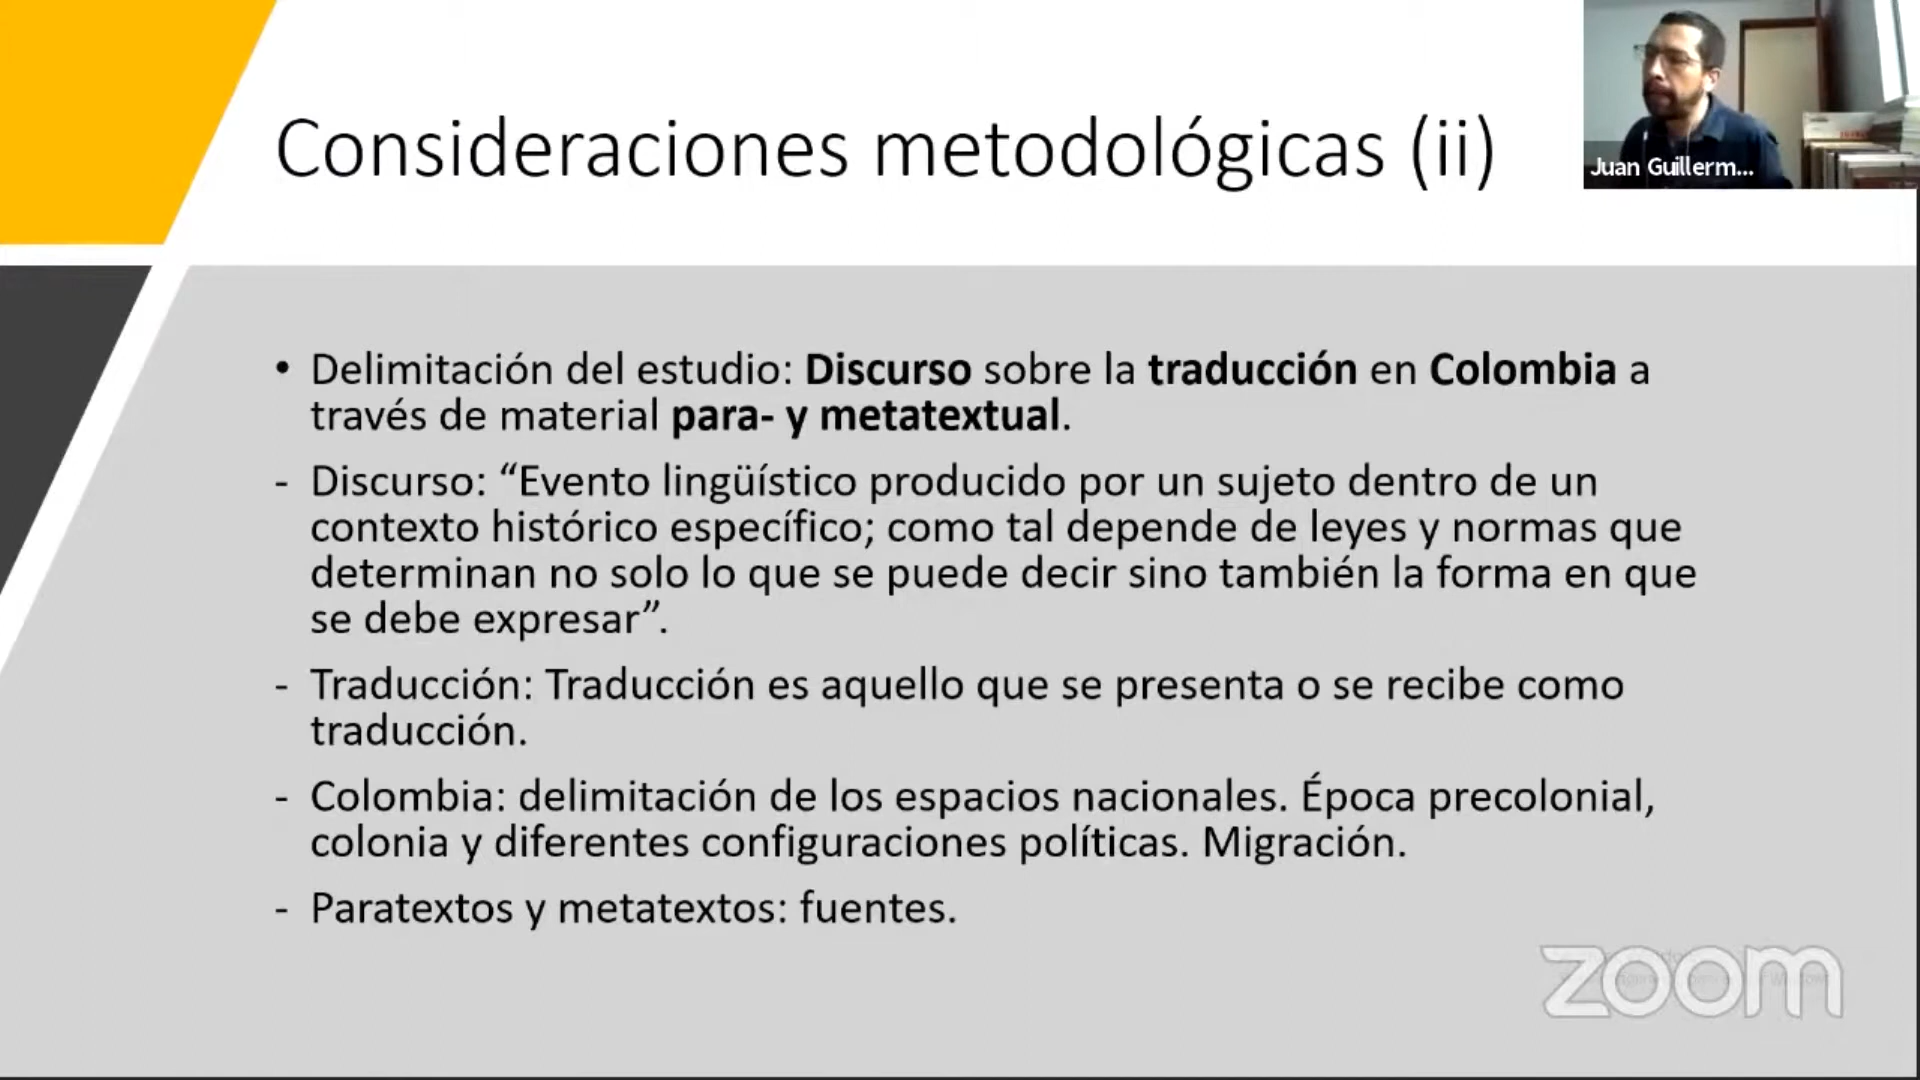 Consideraciones metodológicas (ii)
Juan Guillerm...
• Delimitación del estudio: Discurso sobre la traducción en Colombia a
través de material para- y metatextual.
- Discurso: “Evento lingüístico producido por un sujeto dentro de un
contexto histórico específico; como tal depende de leyes y normas que
determinan no solo lo que se puede decir sino también la forma en que
se debe expresar”.
- Traducción: Traducción es aquello que se presenta o se recibe como
traducción.
- Colombia: delimitación de los espacios nacionales. Época precolonial,
colonia y diferentes configuraciones políticas. Migración.
- Paratextos y metatextos: fuentes.
zoom